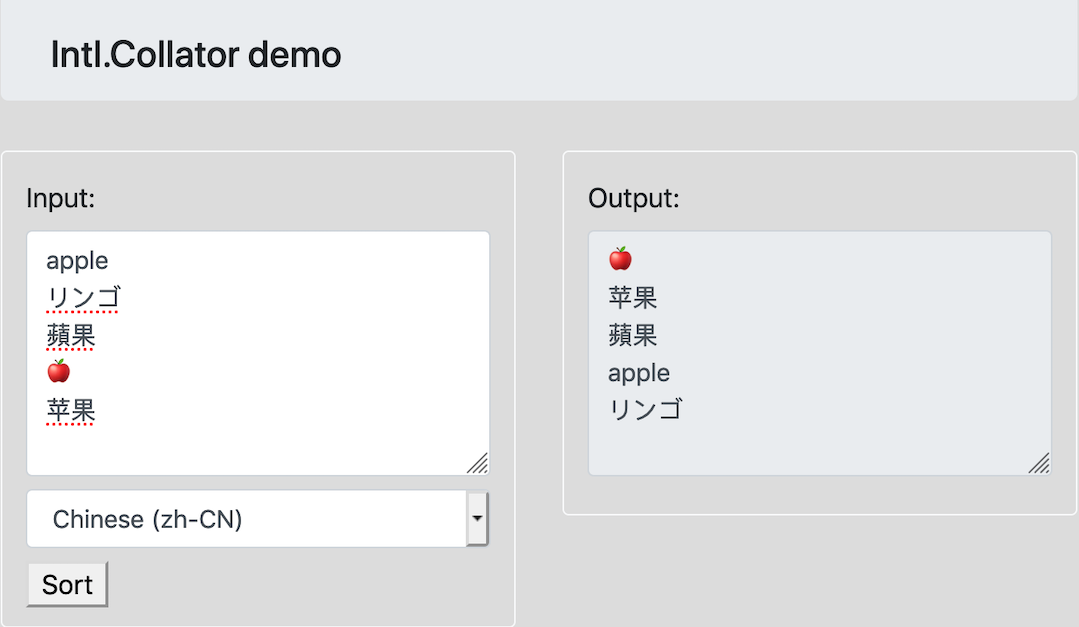 Intl.Collator demo
Input:
apple
リンゴ
蘋果
🍎
苹果
Chinese (zh-CN)
Sort
Output:
🍎
苹果
蘋果
apple
リンゴ